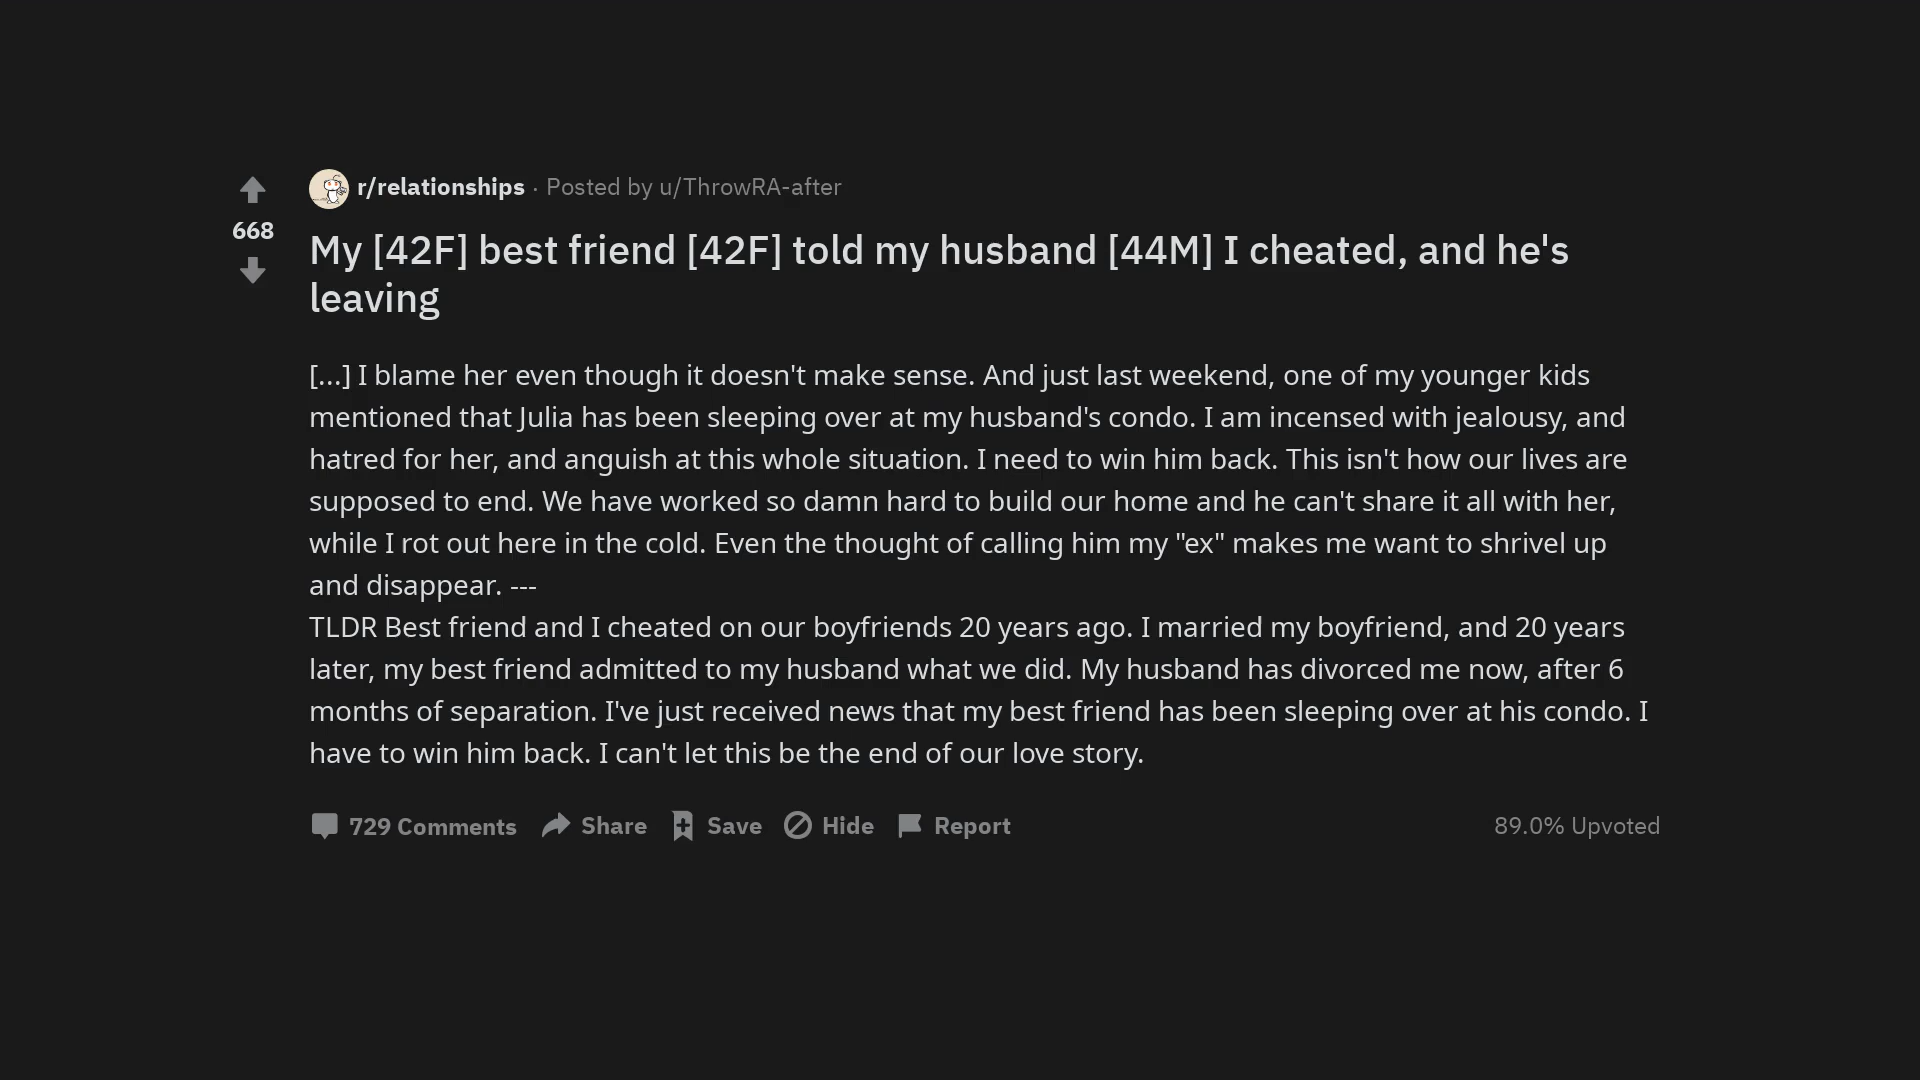 r/relationships · Posted by u/ThrowRA-after
668
My [42F] best friend [42F] told my husband [44M] I cheated, and he's
leaving
[...] I blame her even though it doesn't make sense. And just last weekend, one of my younger kids
mentioned that Julia has been sleeping over at my husband's condo. I am incensed with jealousy, and
hatred for her, and anguish at this whole situation. I need to win him back. This isn't how our lives are
supposed to end. We have worked so damn hard to build our home and he can't share it all with her,
while I rot out here in the cold. Even the thought of calling him my "ex" makes me want to shrivel up
and disappear. ---
TLDR Best friend and I cheated on our boyfriends 20 years ago. I married my boyfriend, and 20 years
later, my best friend admitted to my husband what we did. My husband has divorced me now, after 6
months of separation. I've just received news that my best friend has been sleeping over at his condo. I
have to win him back. I can't let this be the end of our love story.
729 Comments Share Save Hide Report 89.0% Upvoted